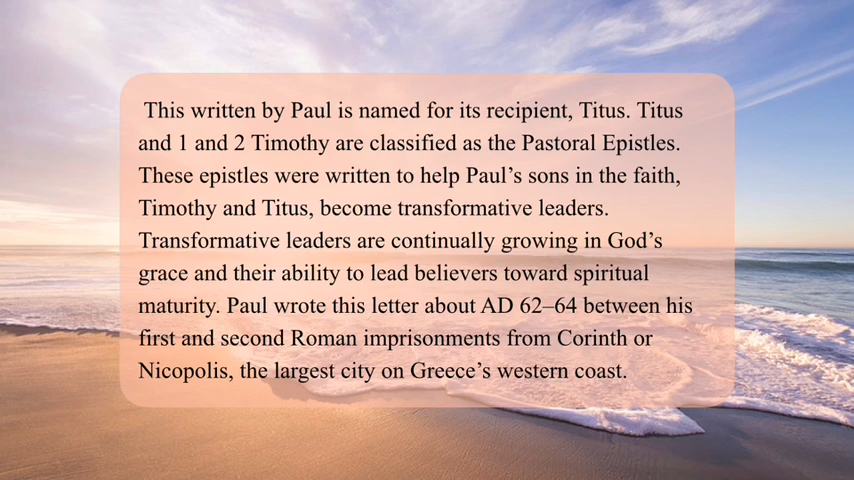 This written by Paul is named for its recipient, Titus. Titus
and 1 and 2 Timothy are classified as the Pastoral Epistles.
These epistles were written to help Paul’s sons in the faith,
Timothy and Titus, become transformative leaders.
Transformative leaders are continually growing in God’s
grace and their ability to lead believers toward spiritual
maturity. Paul wrote this letter about AD 62–64 between his
first and second Roman imprisonments from Corinth or
Nicopolis, the largest city on Greece’s western coast.